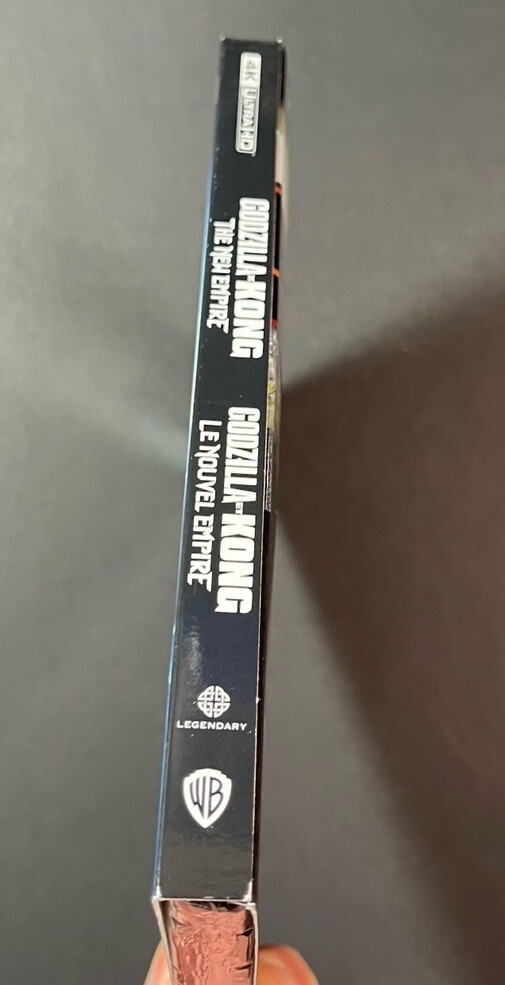 4K ULTRA HD
GODZILLA×KONG
THE NEW EMPIRE
GODZILLA×KONG
LE NOUVEL EMPIRE
LEGENDARY
WB